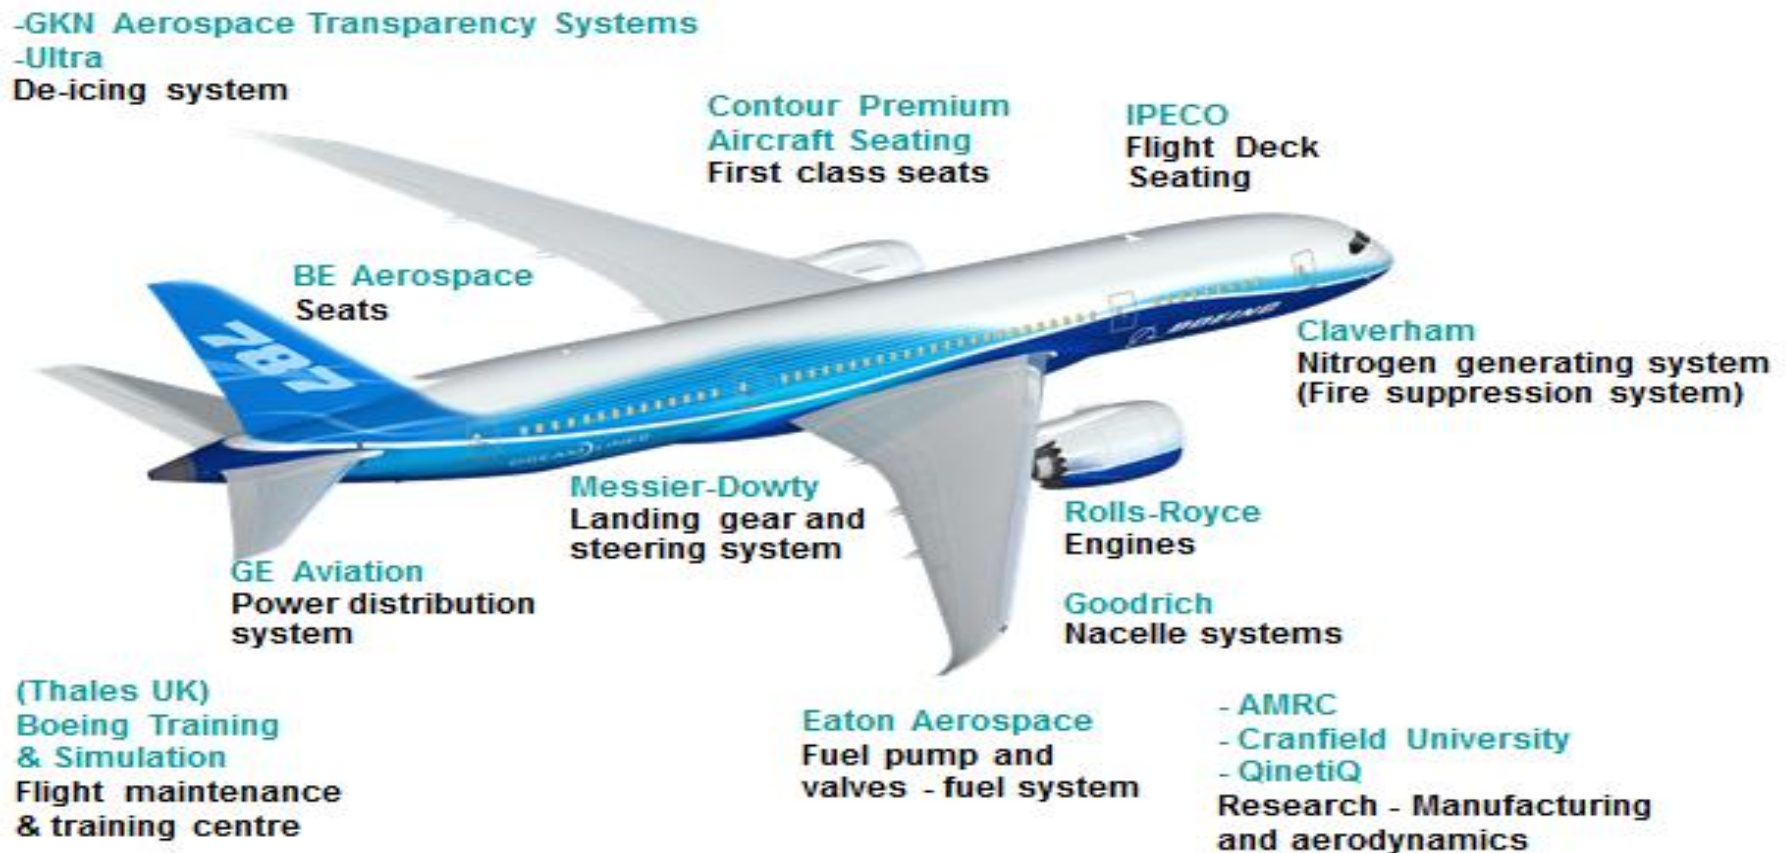 -GKN Aerospace Transparency Systems
-Ultra
De-icing system
Contour Premium
Aircraft Seating
First class seats
IPECO
Flight Deck
Seating
BE Aerospace
Seats
787
BOEING
DREAMLINER
Claverham
Nitrogen generating system
(Fire suppression system)
Messier-Dowty
Landing gear and
steering system
Rolls-Royce
Engines
GE Aviation
Power distribution
system
Goodrich
Nacelle systems
(Thales UK)
Boeing Training
& Simulation
Flight maintenance
& training centre
Eaton Aerospace
Fuel pump and
valves - fuel system
- AMRC
- Cranfield University
- QinetiQ
Research - Manufacturing
and aerodynamics